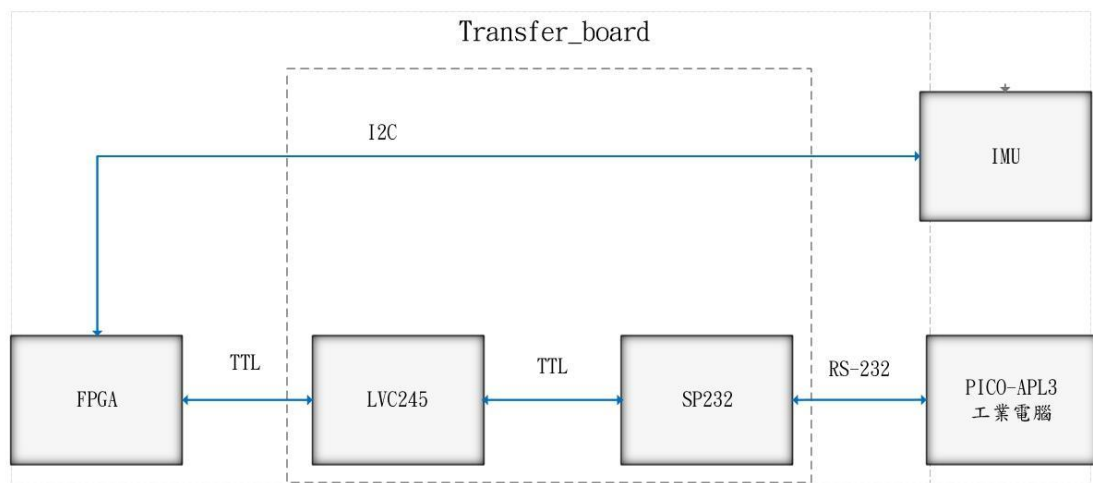 Transfer_board
I2C
IMU
FPGA
TTL
LVC245
TTL
SP232
RS-232
PICO-APL3
工業電腦